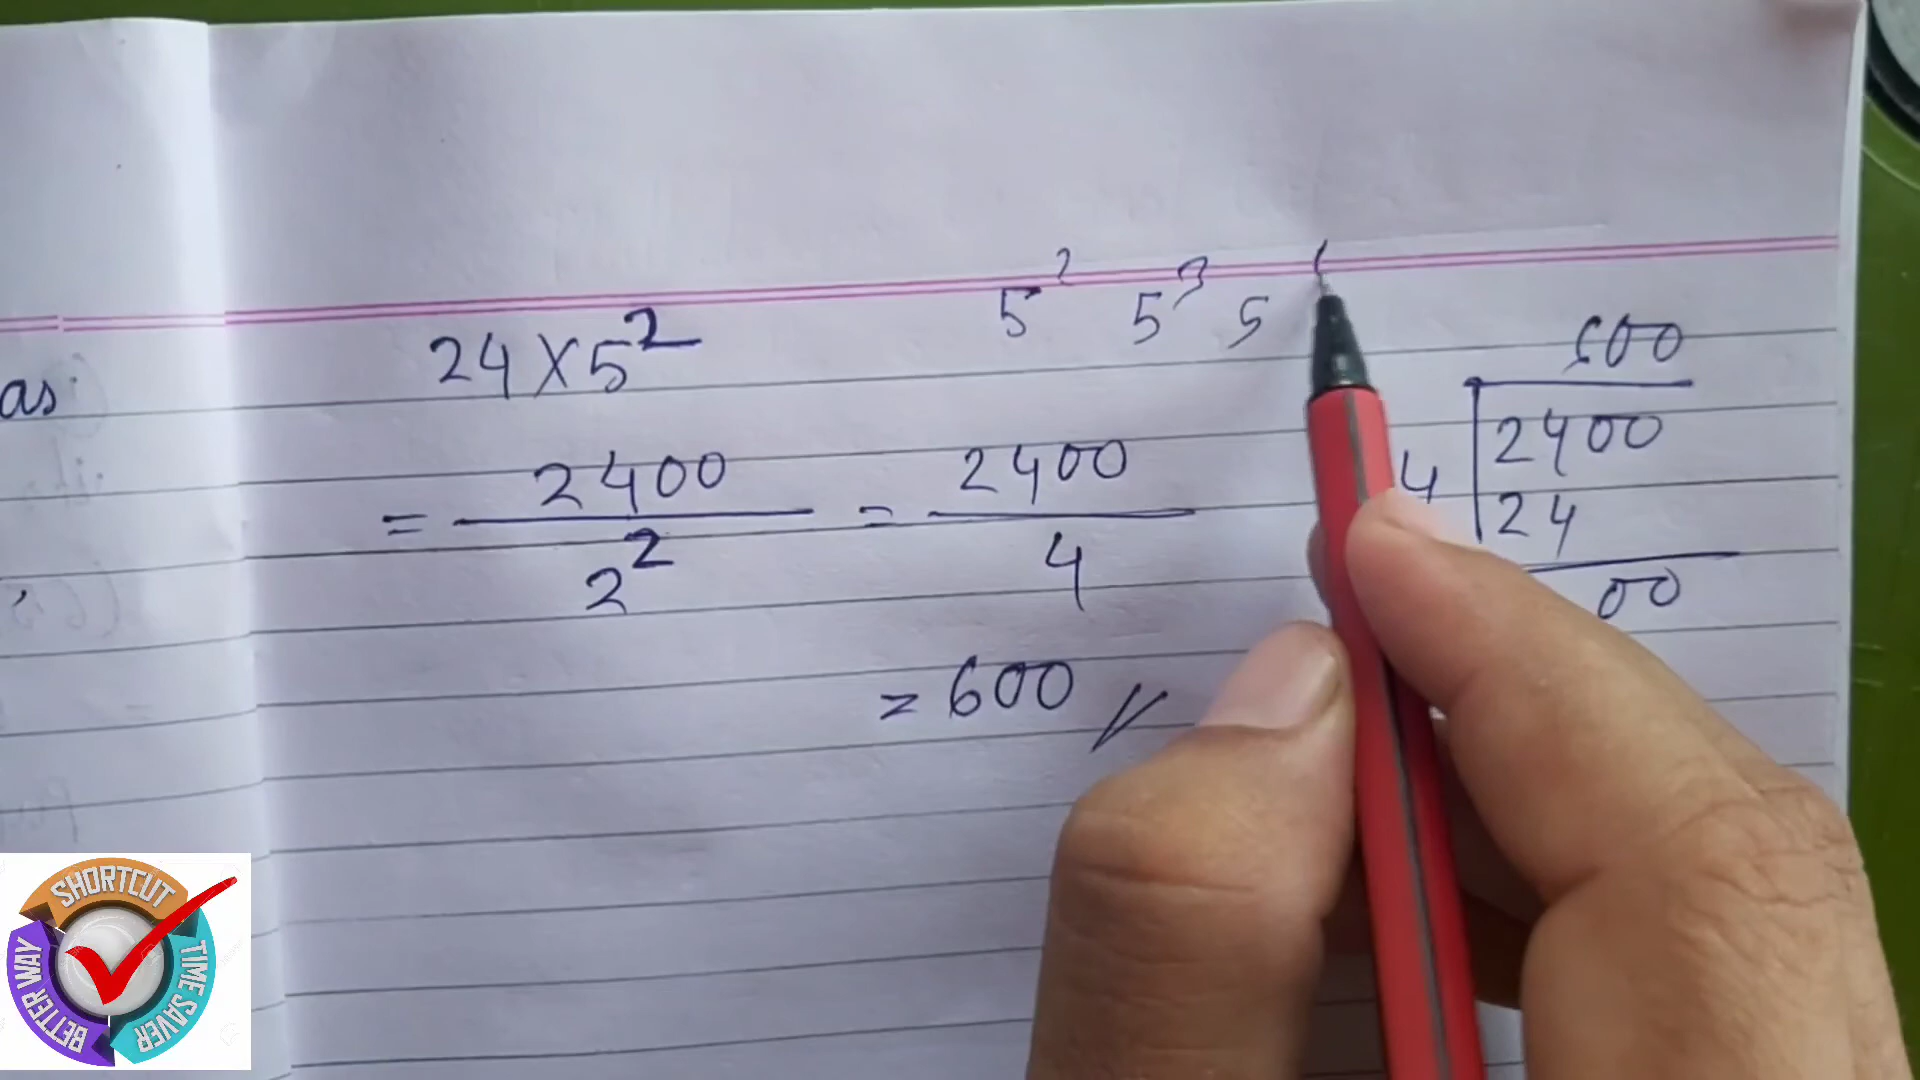 5² 5³ 5
24 × 5²
as
= 2400 / 2² = 2400 / 4
= 600 //
600
4 2400
24
00
SHORTCUT
TIME SAVER
BETTER WAY